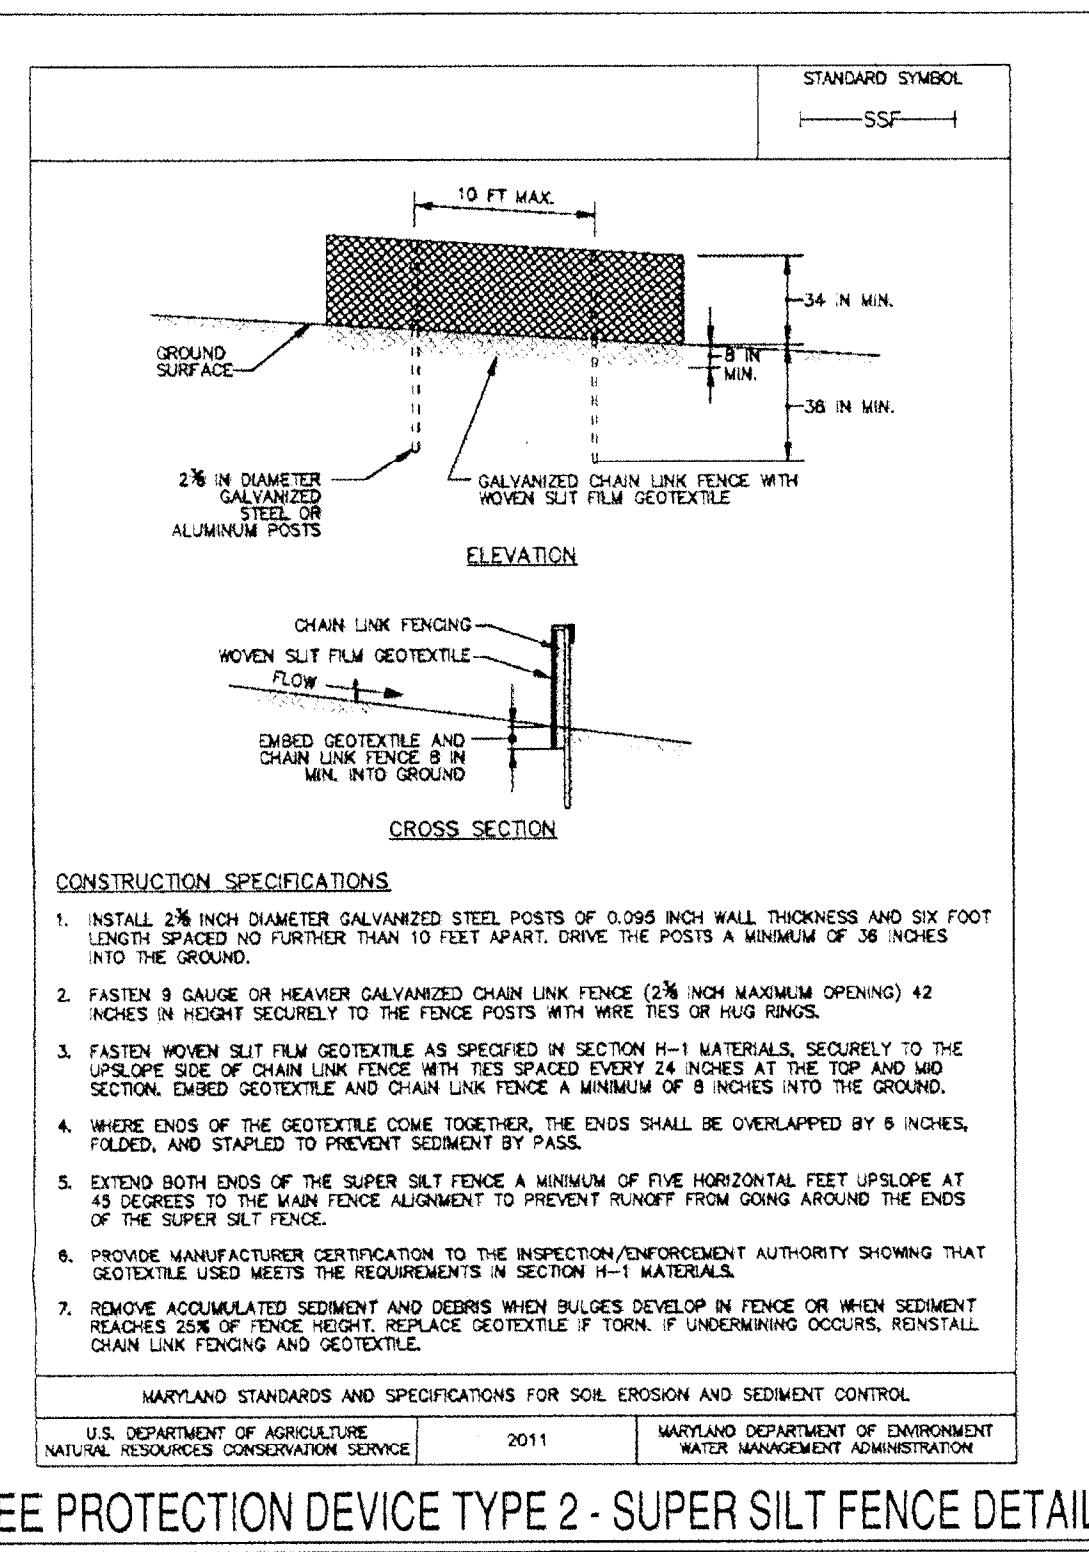 STANDARD SYMBOL
SSF
10 FT MAX.
34 IN MIN.
GROUND
SURFACE
8 IN
MIN.
36 IN MIN.
2⅜ IN DIAMETER
GALVANIZED
STEEL OR
ALUMINUM POSTS
GALVANIZED CHAIN LINK FENCE WITH
WOVEN SLIT FILM GEOTEXTILE
ELEVATION
CHAIN LINK FENCING
WOVEN SLIT FILM GEOTEXTILE
FLOW
EMBED GEOTEXTILE AND
CHAIN LINK FENCE 8 IN
MIN. INTO GROUND
CROSS SECTION
CONSTRUCTION SPECIFICATIONS
1. INSTALL 2⅜ INCH DIAMETER GALVANIZED STEEL POSTS OF 0.095 INCH WALL THICKNESS AND SIX FOOT
LENGTH SPACED NO FURTHER THAN 10 FEET APART. DRIVE THE POSTS A MINIMUM OF 36 INCHES
INTO THE GROUND.
2. FASTEN 9 GAUGE OR HEAVIER GALVANIZED CHAIN LINK FENCE (2⅜ INCH MAXIMUM OPENING) 42
INCHES IN HEIGHT SECURELY TO THE FENCE POSTS WITH WIRE TIES OR HUG RINGS.
3. FASTEN WOVEN SLIT FILM GEOTEXTILE AS SPECIFIED IN SECTION H-1 MATERIALS, SECURELY TO THE
UPSLOPE SIDE OF CHAIN LINK FENCE WITH TIES SPACED EVERY 24 INCHES AT THE TOP AND MID
SECTION. EMBED GEOTEXTILE AND CHAIN LINK FENCE A MINIMUM OF 8 INCHES INTO THE GROUND.
4. WHERE ENDS OF THE GEOTEXTILE COME TOGETHER, THE ENDS SHALL BE OVERLAPPED BY 6 INCHES,
FOLDED, AND STAPLED TO PREVENT SEDIMENT BY PASS.
5. EXTEND BOTH ENDS OF THE SUPER SILT FENCE A MINIMUM OF FIVE HORIZONTAL FEET UPSLOPE AT
45 DEGREES TO THE MAIN FENCE ALIGNMENT TO PREVENT RUNOFF FROM GOING AROUND THE ENDS
OF THE SUPER SILT FENCE.
6. PROVIDE MANUFACTURER CERTIFICATION TO THE INSPECTION/ENFORCEMENT AUTHORITY SHOWING THAT
GEOTEXTILE USED MEETS THE REQUIREMENTS IN SECTION H-1 MATERIALS.
7. REMOVE ACCUMULATED SEDIMENT AND DEBRIS WHEN BULGES DEVELOP IN FENCE OR WHEN SEDIMENT
REACHES 25% OF FENCE HEIGHT. REPLACE GEOTEXTILE IF TORN. IF UNDERMINING OCCURS, REINSTALL
CHAIN LINK FENCING AND GEOTEXTILE.
MARYLAND STANDARDS AND SPECIFICATIONS FOR SOIL EROSION AND SEDIMENT CONTROL
U.S. DEPARTMENT OF AGRICULTURE
NATURAL RESOURCES CONSERVATION SERVICE
2011
MARYLAND DEPARTMENT OF ENVIRONMENT
WATER MANAGEMENT ADMINISTRATION
EE PROTECTION DEVICE TYPE 2 - SUPER SILT FENCE DETAIL